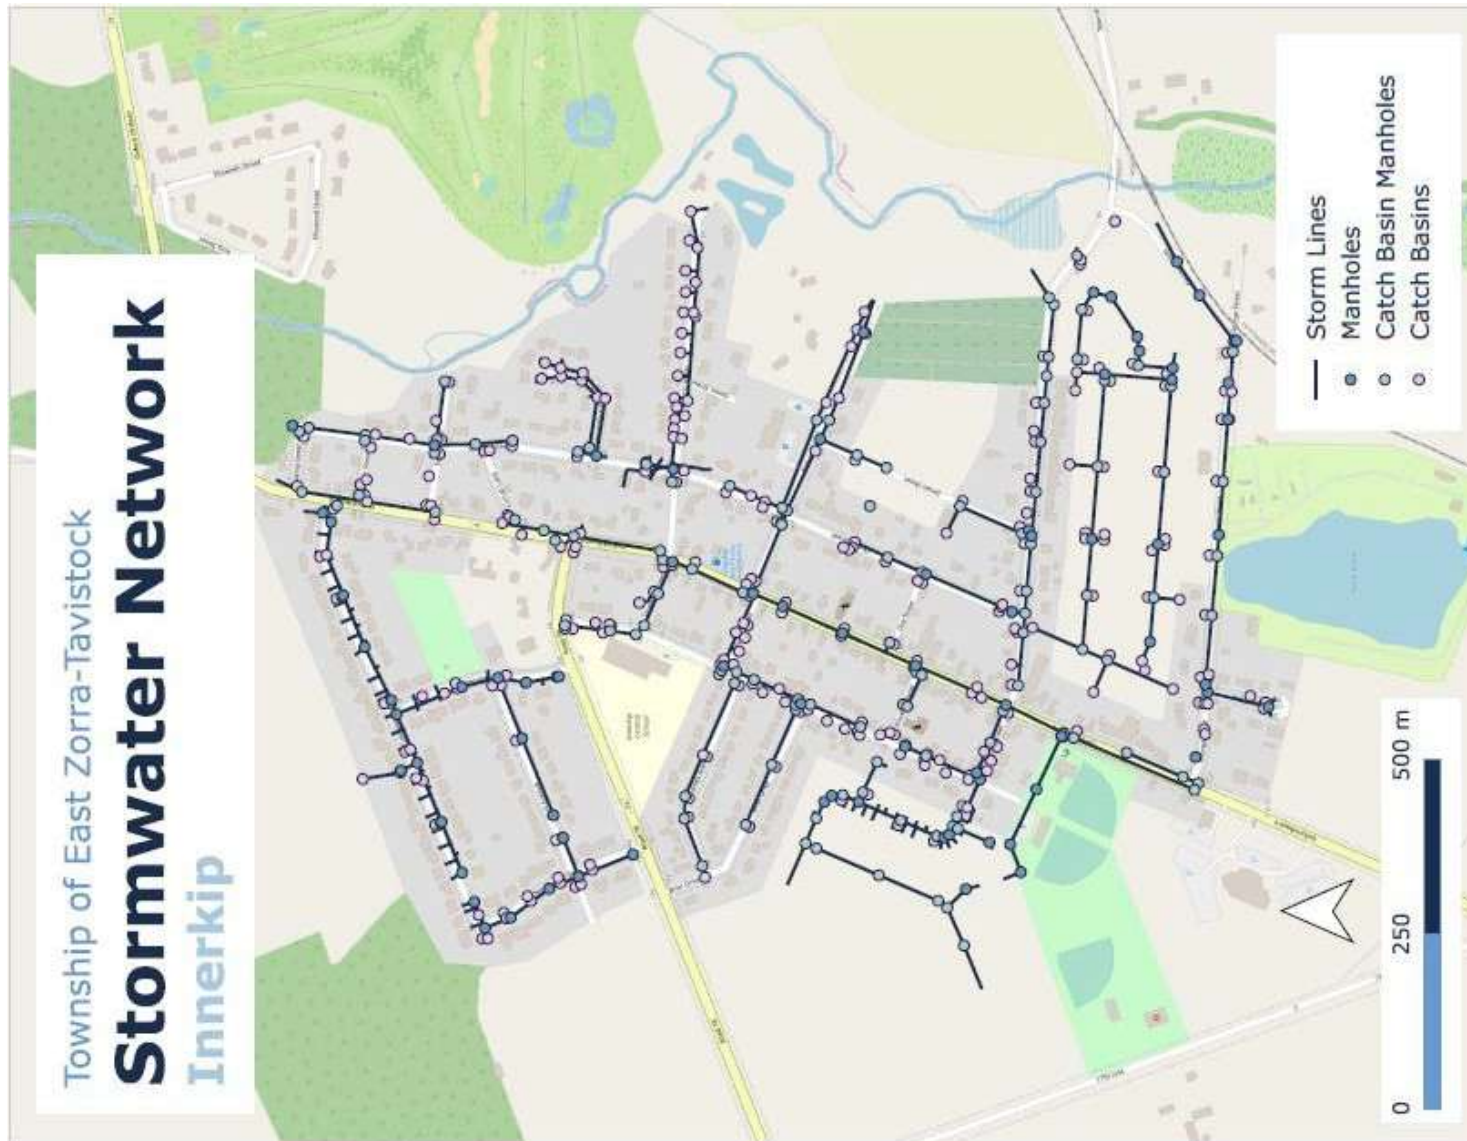 Township of East Zorra-Tavistock
Stormwater Network
Innerkip
Storm Lines
Manholes
Catch Basin Manholes
Catch Basins
0
250
500 m